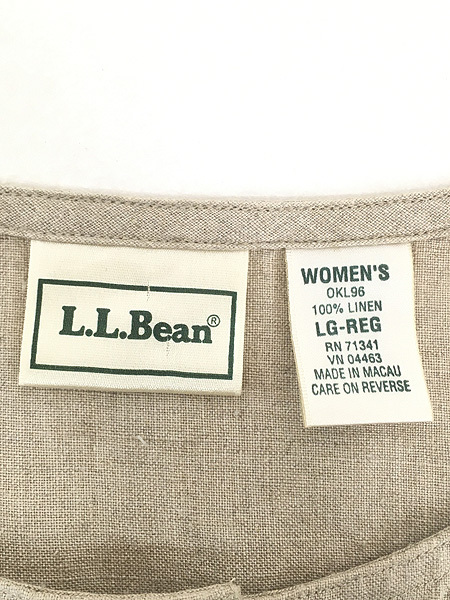 L.L.Bean®
WOMEN'S
OKL96
100% LINEN
LG-REG
RN 71341
VN 04463
MADE IN MACAU
CARE ON REVERSE